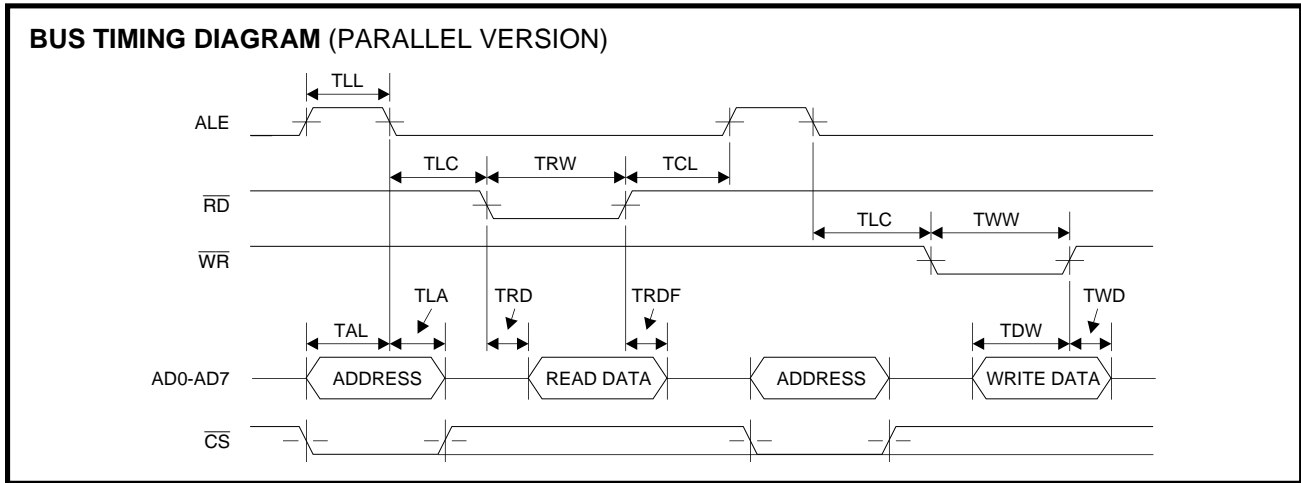 BUS TIMING DIAGRAM (PARALLEL VERSION)
TLL
ALE
TLC TRW TCL
RD
TLC TWW
WR
TLA TRD TRDF TWD
TAL TDW
AD0-AD7 ADDRESS READ DATA ADDRESS WRITE DATA
CS